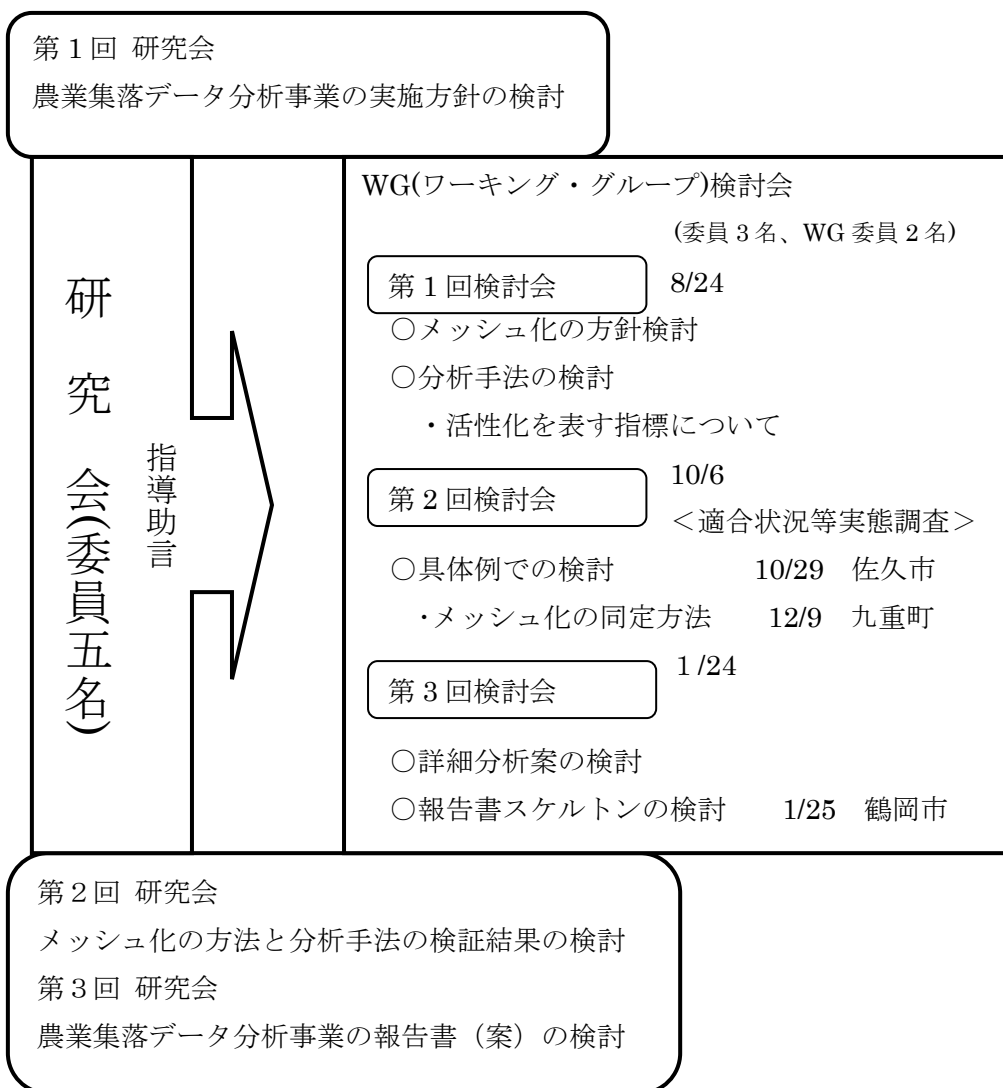 第1回 研究会
農業集落データ分析事業の実施方針の検討
研究会(委員五名)
指導助言
WG(ワーキング・グループ)検討会
(委員3名、WG委員2名)
第1回検討会 8/24
○メッシュ化の方針検討
○分析手法の検討
・活性化を表す指標について
第2回検討会 10/6
＜適合状況等実態調査＞
○具体例での検討 10/29 佐久市
・メッシュ化の同定方法 12/9 九重町
第3回検討会 1/24
○詳細分析案の検討
○報告書スケルトンの検討 1/25 鶴岡市
第2回 研究会
メッシュ化の方法と分析手法の検証結果の検討
第3回 研究会
農業集落データ分析事業の報告書（案）の検討